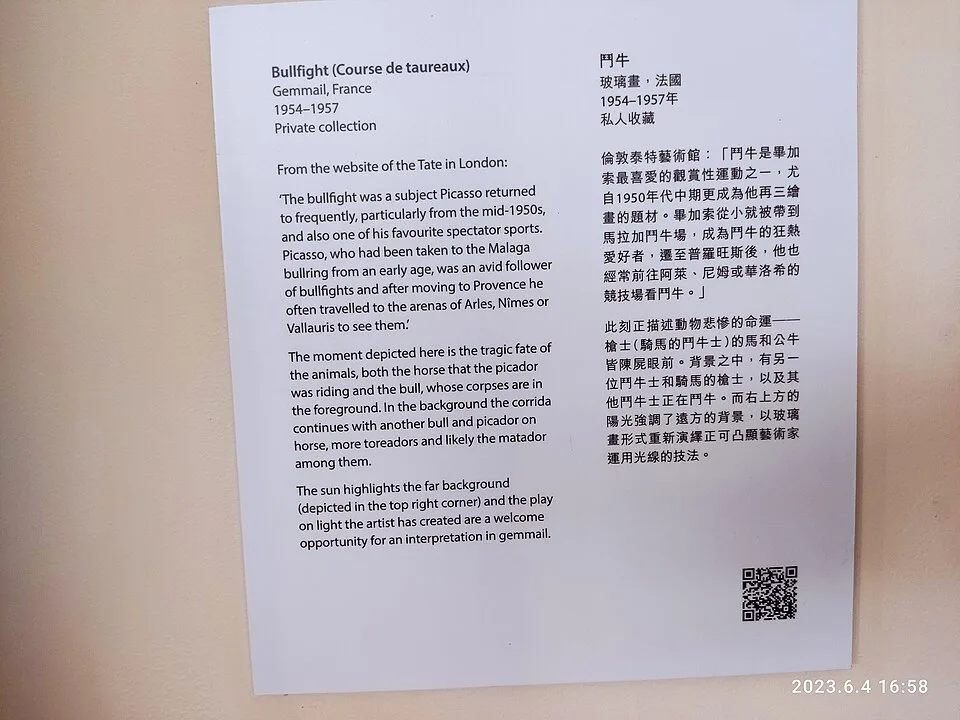 Bullfight (Course de taureaux)
Gemmail, France
1954–1957
Private collection
From the website of the Tate in London:
‘The bullfight was a subject Picasso returned
to frequently, particularly from the mid-1950s,
and also one of his favourite spectator sports.
Picasso, who had been taken to the Malaga
bullring from an early age, was an avid follower
of bullfights and after moving to Provence he
often travelled to the arenas of Arles, Nîmes or
Vallauris to see them.’
The moment depicted here is the tragic fate of
the animals, both the horse that the picador
was riding and the bull, whose corpses are in
the foreground. In the background the corrida
continues with another bull and picador on
horse, more toreadors and likely the matador
among them.
The sun highlights the far background
(depicted in the top right corner) and the play
on light the artist has created are a welcome
opportunity for an interpretation in gemmail.
鬥牛
玻璃畫，法國
1954–1957年
私人收藏
倫敦泰特藝術館：「鬥牛是畢加
索最喜愛的觀賞性運動之一，尤
自1950年代中期更成為他再三繪
畫的題材。畢加索從小就被帶到
馬拉加鬥牛場，成為鬥牛的狂熱
愛好者，遷至普羅旺斯後，他也
經常前往阿萊、尼姆或華洛希的
競技場看鬥牛。」
此刻正描述動物悲慘的命運——
槍士(騎馬的鬥牛士)的馬和公牛
皆陳屍眼前。背景之中，有另一
位鬥牛士和騎馬的槍士，以及其
他鬥牛士正在鬥牛。而右上方的
陽光強調了遠方的背景，以玻璃
畫形式重新演繹正可凸顯藝術家
運用光線的技法。
2023.6.4 16:58